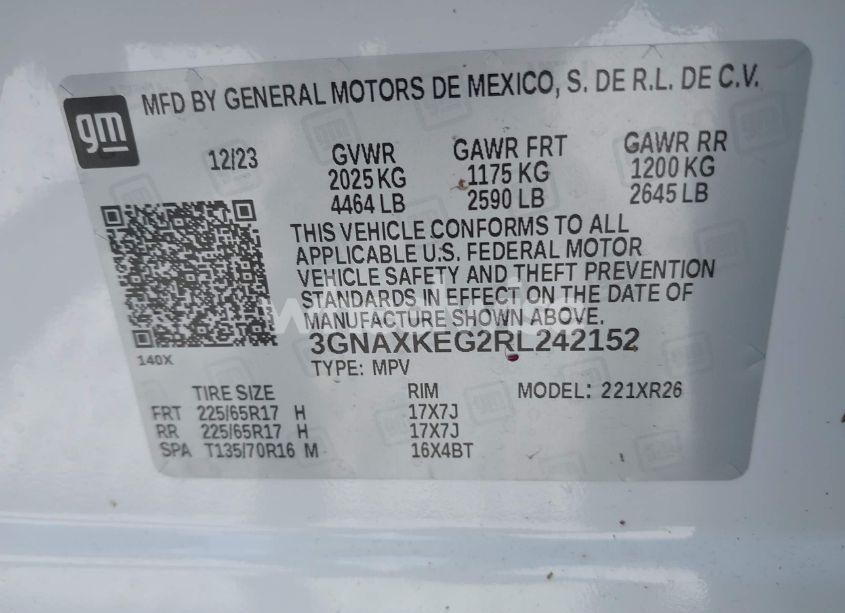 gm
MFD BY GENERAL MOTORS DE MEXICO, S. DE R.L. DE C.V.
12/23
GVWR
2025 KG
4464 LB
GAWR FRT
1175 KG
2590 LB
GAWR RR
1200 KG
2645 LB
THIS VEHICLE CONFORMS TO ALL
APPLICABLE U.S. FEDERAL MOTOR
VEHICLE SAFETY AND THEFT PREVENTION
STANDARDS IN EFFECT ON THE DATE OF
MANUFACTURE SHOWN ABOVE.
140X
3GNAXKEG2RL242152
TYPE: MPV
TIRE SIZE RIM MODEL: 221XR26
FRT 225/65R17 H 17X7J
RR 225/65R17 H 17X7J
SPA T135/70R16 M 16X4BT